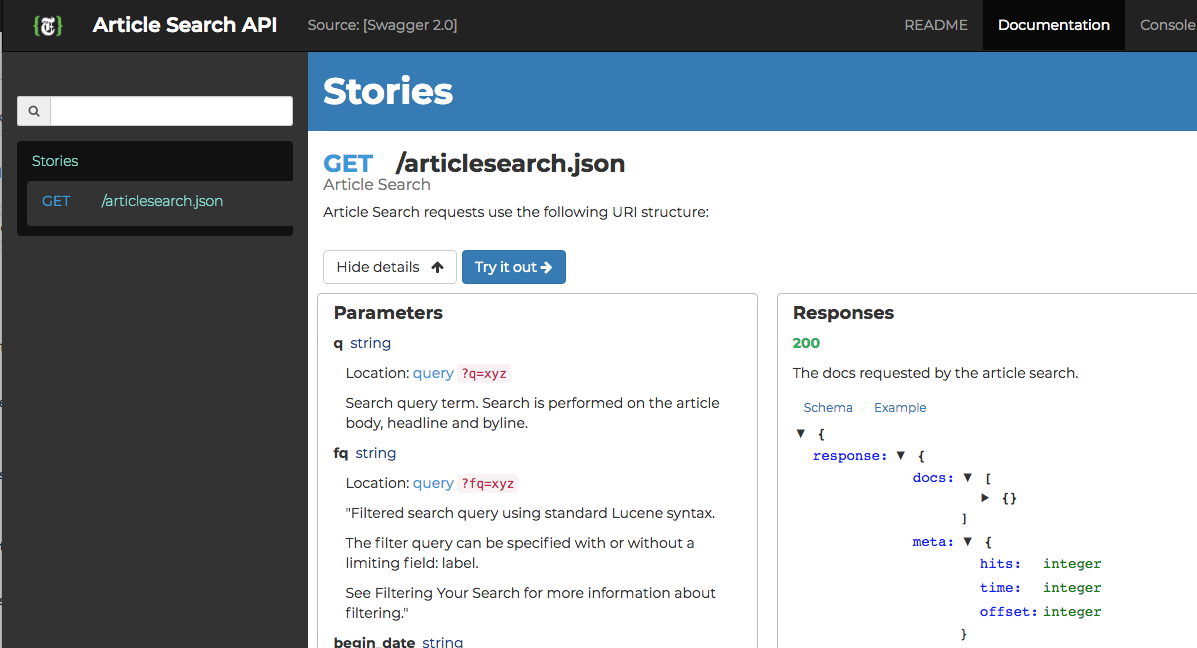 Article Search API
Source: [Swagger 2.0]
README
Documentation
Console
Stories
GET /articlesearch.json
Stories
GET /articlesearch.json
Article Search
Article Search requests use the following URI structure:
Hide details
Try it out
Parameters
q string
Location: query ?q=xyz
Search query term. Search is performed on the article
body, headline and byline.
fq string
Location: query ?fq=xyz
"Filtered search query using standard Lucene syntax.
The filter query can be specified with or without a
limiting field: label.
See Filtering Your Search for more information about
filtering."
begin_date string
Responses
200
The docs requested by the article search.
Schema Example
{
response: {
docs: [
{}
]
meta: {
hits: integer
time: integer
offset: integer
}